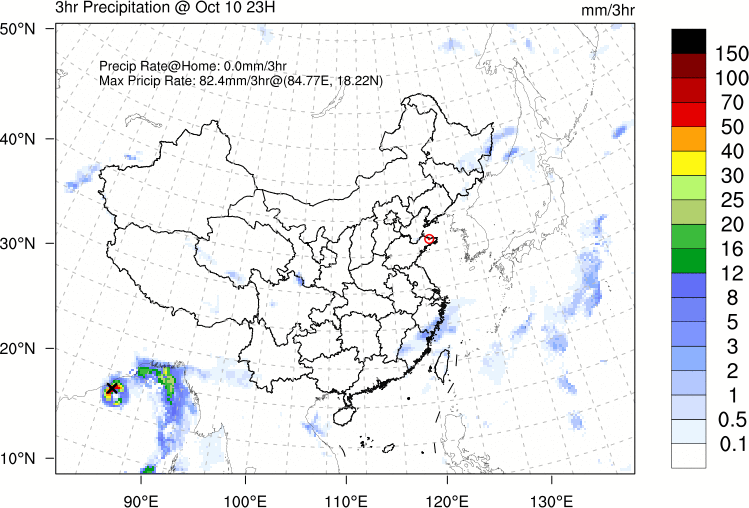 3hr Precipitation @ Oct 10 23H
mm/3hr
Precip Rate@Home: 0.0mm/3hr
Max Pricip Rate: 82.4mm/3hr@(84.77E, 18.22N)
50°N
40°N
30°N
20°N
10°N
90°E
100°E
110°E
120°E
130°E
150
100
70
50
40
30
25
20
16
12
8
5
3
2
1
0.5
0.1